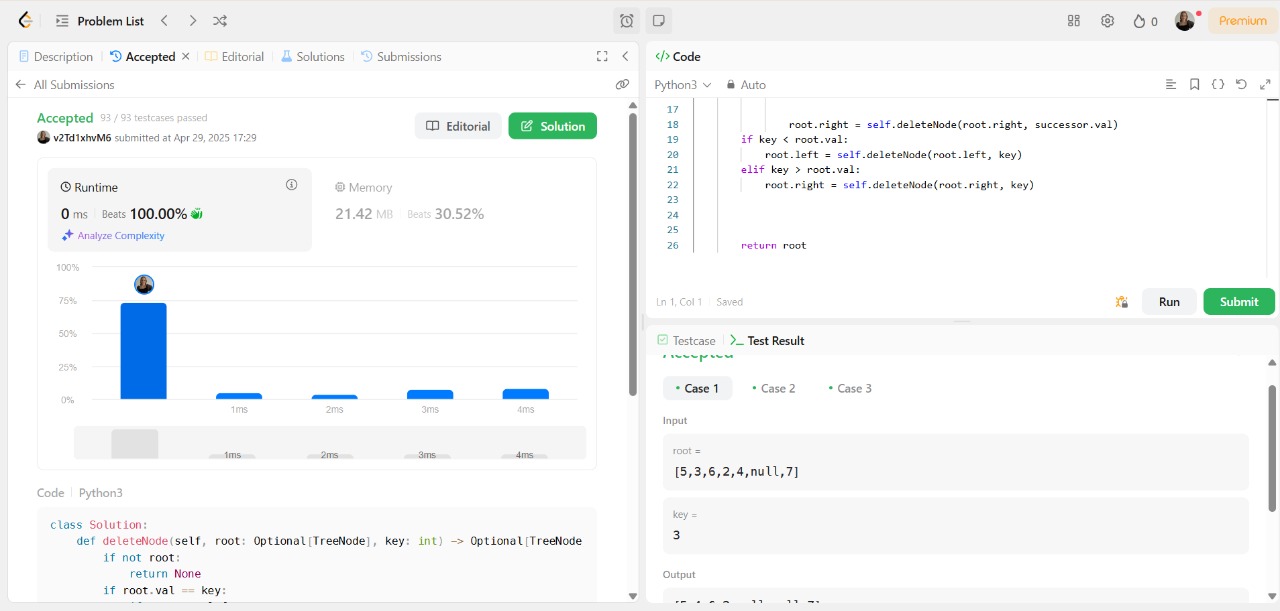 Problem List
0
Premium
Description
Accepted
Editorial
Solutions
Submissions
All Submissions
Accepted 93 / 93 testcases passed
v2Td1xhvM6 submitted at Apr 29, 2025 17:29
Editorial
Solution
Runtime
0 ms Beats 100.00%
Analyze Complexity
Memory
21.42 MB Beats 30.52%
100%
75%
50%
25%
0%
1ms 2ms 3ms 4ms
1ms 2ms 3ms 4ms
Code Python3
class Solution:
def deleteNode(self, root: Optional[TreeNode], key: int) -> Optional[TreeNode
if not root:
return None
if root.val == key:
</> Code
Python3 Auto
17
18 root.right = self.deleteNode(root.right, successor.val)
19 if key < root.val:
20 root.left = self.deleteNode(root.left, key)
21 elif key > root.val:
22 root.right = self.deleteNode(root.right, key)
23
24
25
26 return root
Ln 1, Col 1 Saved
Run
Submit
Testcase
Test Result
Accepted
Case 1 Case 2 Case 3
Input
root =
[5,3,6,2,4,null,7]
key =
3
Output